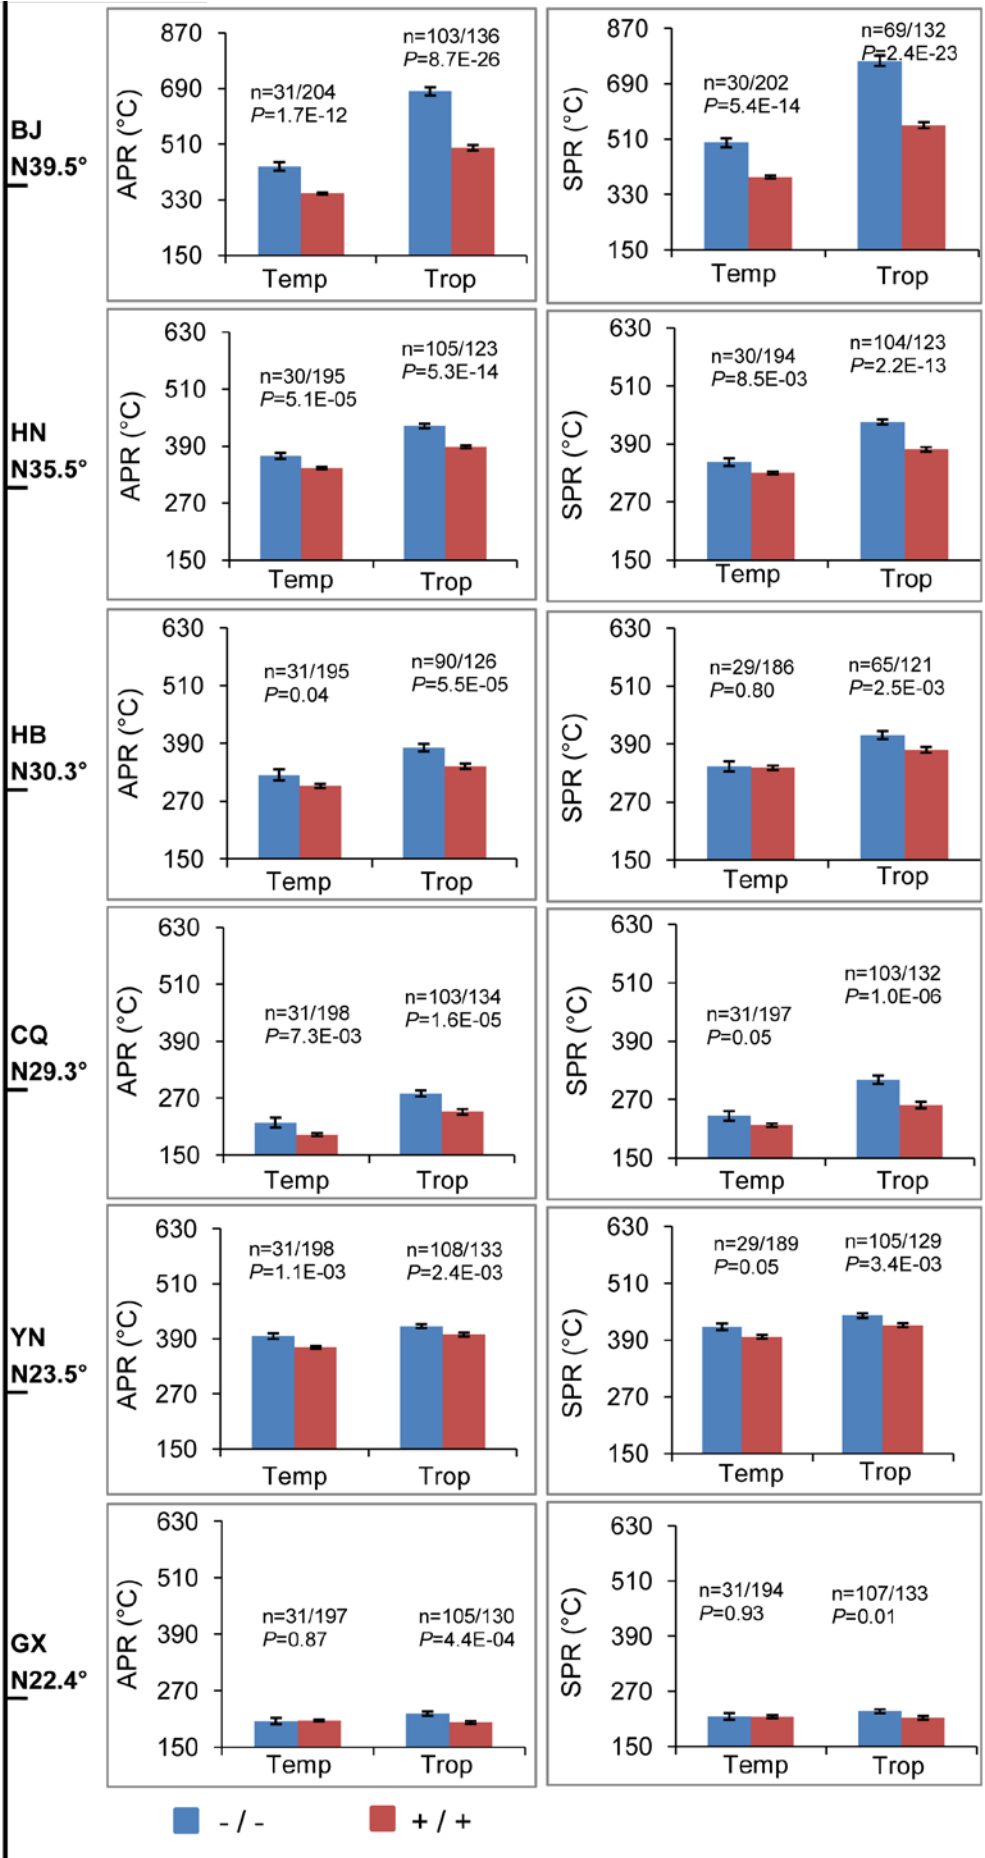 BJ
N39.5°
APR (°C)
870
690
510
330
150
n=31/204
P=1.7E-12
n=103/136
P=8.7E-26
Temp
Trop
SPR (°C)
870
690
510
330
150
n=30/202
P=5.4E-14
n=69/132
P=2.4E-23
Temp
Trop
HN
N35.5°
APR (°C)
630
510
390
270
150
n=30/195
P=5.1E-05
n=105/123
P=5.3E-14
Temp
Trop
SPR (°C)
630
510
390
270
150
n=30/194
P=8.5E-03
n=104/123
P=2.2E-13
Temp
Trop
HB
N30.3°
APR (°C)
630
510
390
270
150
n=31/195
P=0.04
n=90/126
P=5.5E-05
Temp
Trop
SPR (°C)
630
510
390
270
150
n=29/186
P=0.80
n=65/121
P=2.5E-03
Temp
Trop
CQ
N29.3°
APR (°C)
630
510
390
270
150
n=31/198
P=7.3E-03
n=103/134
P=1.6E-05
Temp
Trop
SPR (°C)
630
510
390
270
150
n=31/197
P=0.05
n=103/132
P=1.0E-06
Temp
Trop
YN
N23.5°
APR (°C)
630
510
390
270
150
n=31/198
P=1.1E-03
n=108/133
P=2.4E-03
Temp
Trop
SPR (°C)
630
510
390
270
150
n=29/189
P=0.05
n=105/129
P=3.4E-03
Temp
Trop
GX
N22.4°
APR (°C)
630
510
390
270
150
n=31/197
P=0.87
n=105/130
P=4.4E-04
Temp
Trop
SPR (°C)
630
510
390
270
150
n=31/194
P=0.93
n=107/133
P=0.01
Temp
Trop
- / -
+ / +